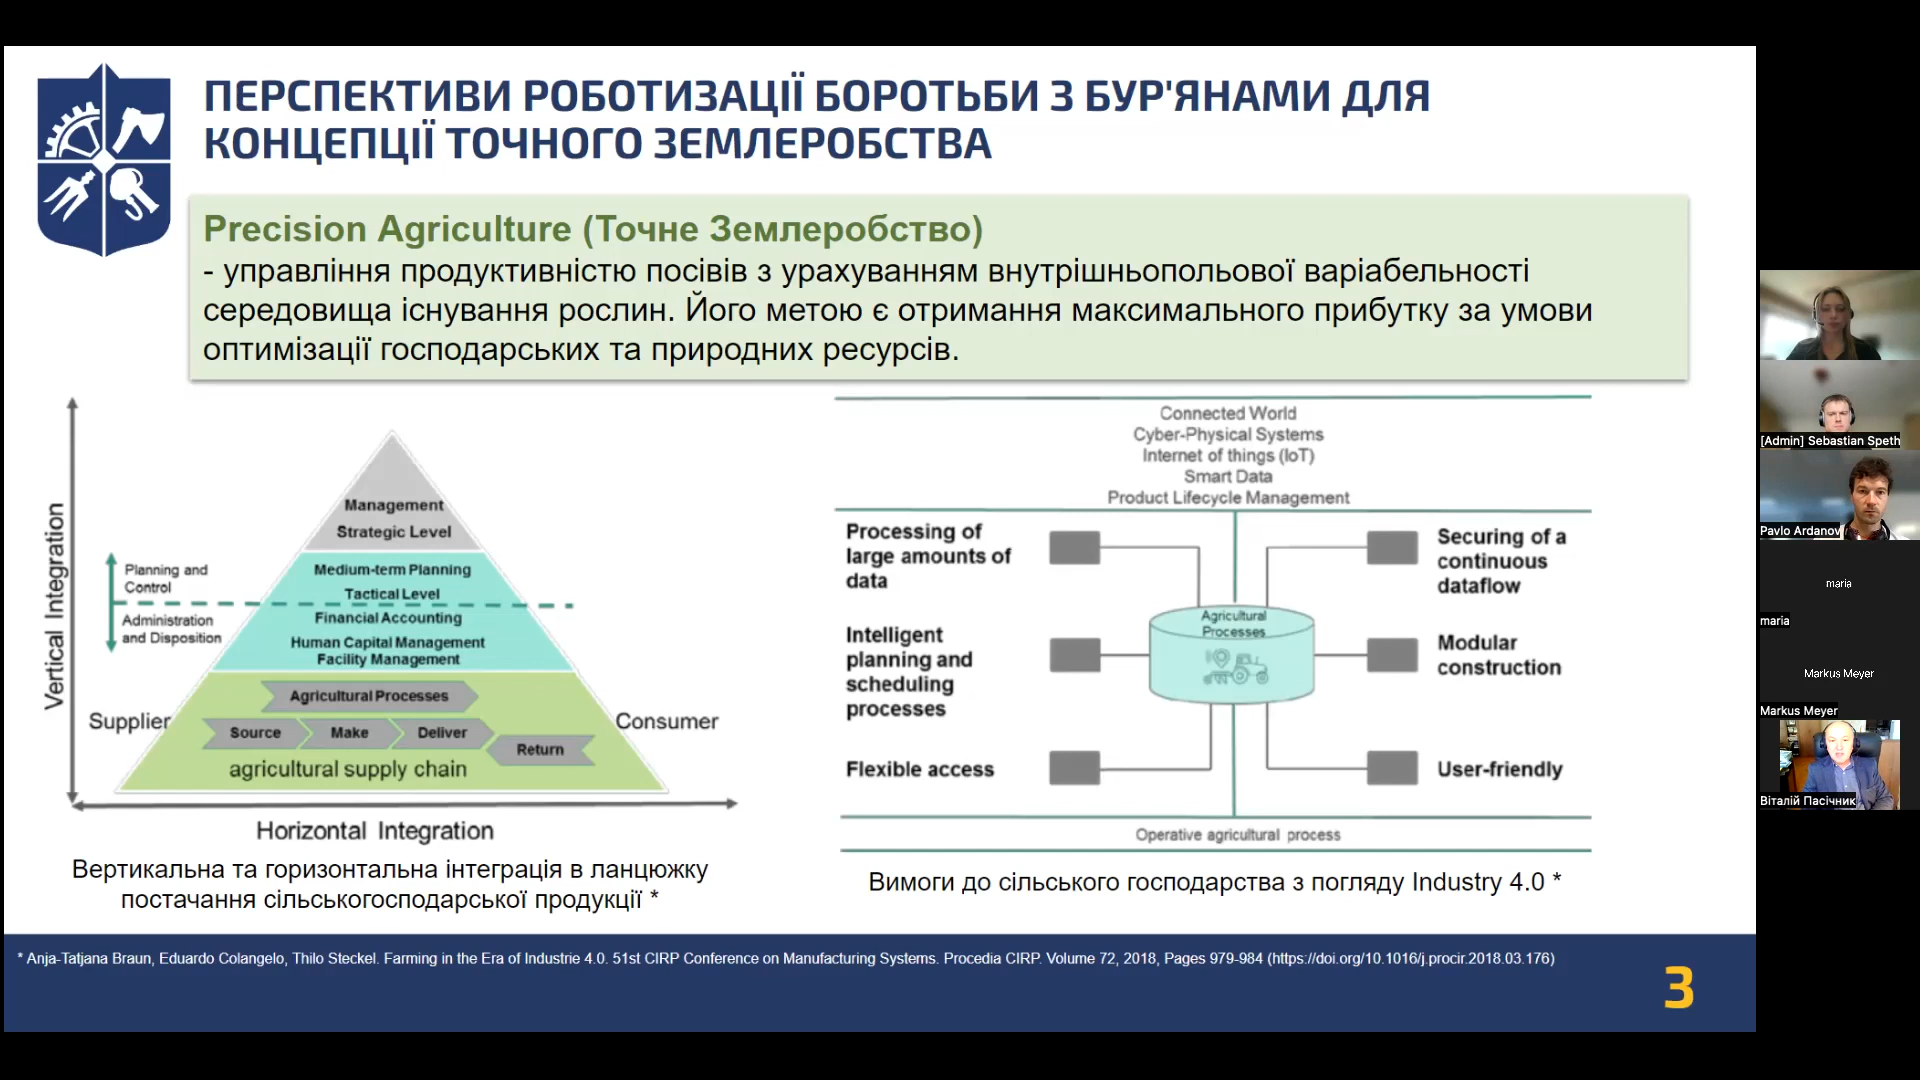 ПЕРСПЕКТИВИ РОБОТИЗАЦІЇ БОРОТЬБИ З БУР'ЯНАМИ ДЛЯ
КОНЦЕПЦІЇ ТОЧНОГО ЗЕМЛЕРОБСТВА
Precision Agriculture (Точне Землеробство)
- управління продуктивністю посівів з урахуванням внутрішньопольової варіабельності
середовища існування рослин. Його метою є отримання максимального прибутку за умови
оптимізації господарських та природних ресурсів.
Vertical Integration
Management
Strategic Level
Planning and
Control
Medium-term Planning
Tactical Level
Administration
and Disposition
Financial Accounting
Human Capital Management
Facility Management
Agricultural Processes
Supplier
Consumer
Source
Make
Deliver
Return
agricultural supply chain
Horizontal Integration
Вертикальна та горизонтальна інтеграція в ланцюжку
постачання сільськогосподарської продукції *
Connected World
Cyber-Physical Systems
Internet of things (IoT)
Smart Data
Product Lifecycle Management
Processing of
large amounts of
data
Intelligent
planning and
scheduling
processes
Flexible access
Agricultural
Processes
Securing of a
continuous
dataflow
Modular
construction
User-friendly
Operative agricultural process
Вимоги до сільського господарства з погляду Industry 4.0 *
* Anja-Tatjana Braun, Eduardo Colangelo, Thilo Steckel. Farming in the Era of Industrie 4.0. 51st CIRP Conference on Manufacturing Systems. Procedia CIRP. Volume 72, 2018, Pages 979-984 (https://doi.org/10.1016/j.procir.2018.03.176)
3
[Admin] Sebastian Speth
Pavlo Ardanov
maria
maria
Markus Meyer
Markus Meyer
Віталій Пасічник